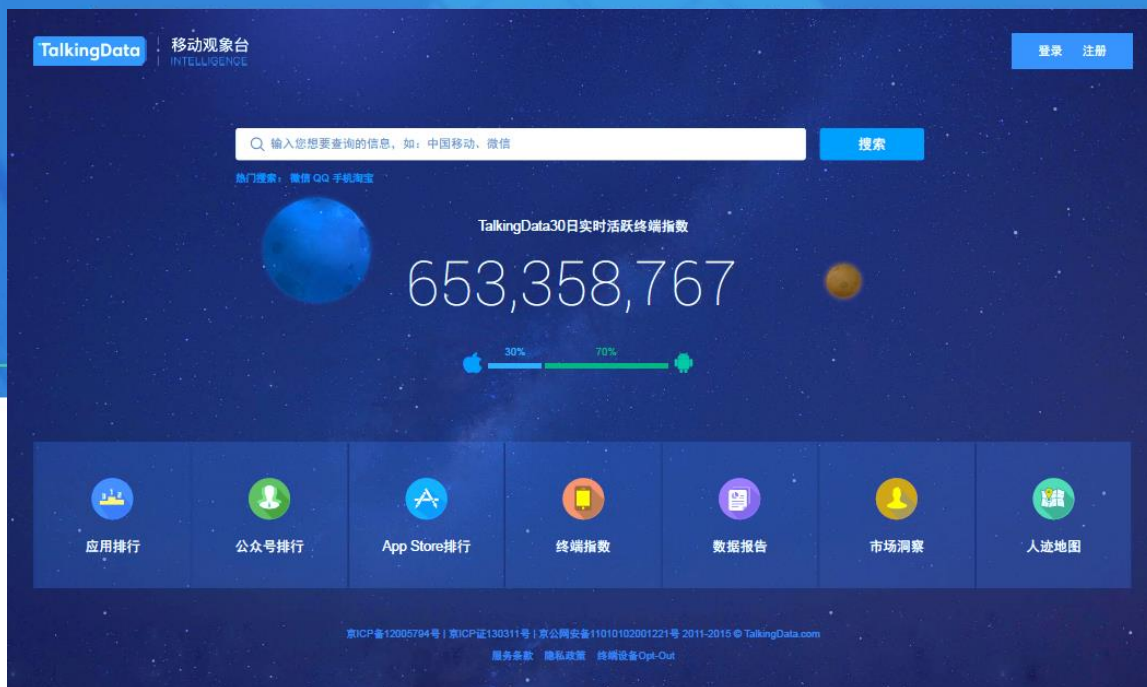 TalkingData 移动观象台
INTELLIGENCE
登录 注册
输入您想要查询的信息，如：中国移动、微信
搜索
热门搜索： 微信 QQ 手机淘宝
TalkingData30日实时活跃终端指数
653,358,767
30% 70%
应用排行 公众号排行 App Store排行 终端指数 数据报告 市场洞察 人迹地图
京ICP备12005794号 | 京ICP证130311号 | 京公网安备11010102001221号 2011-2015 © TalkingData.com
服务条款 隐私政策 终端设备Opt-Out